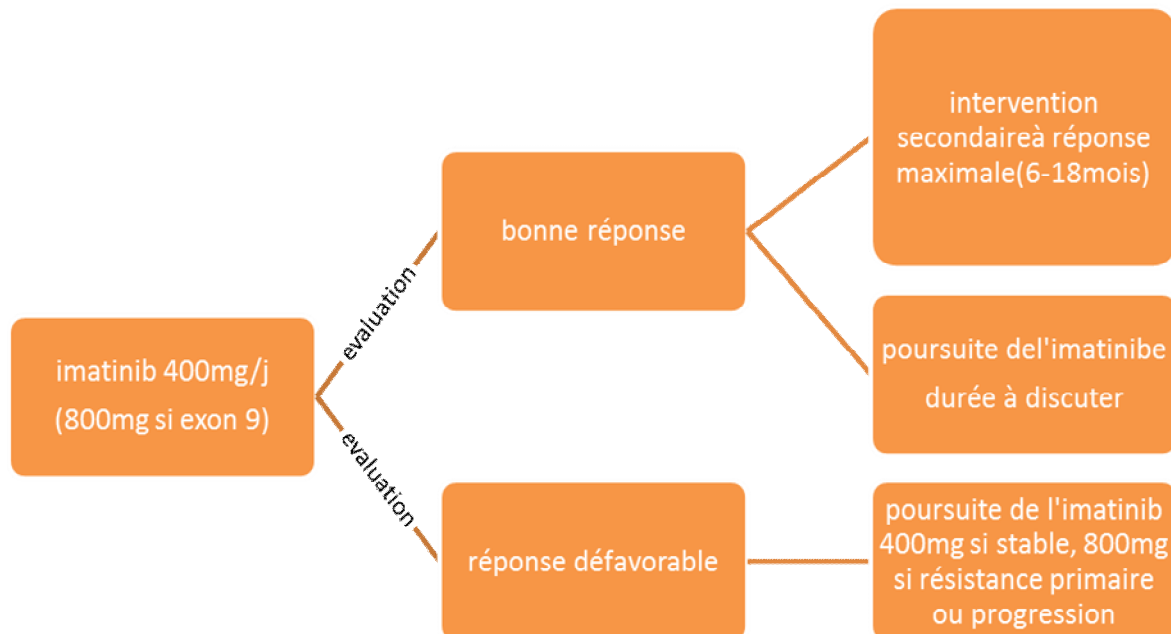 imatinib 400mg/j
(800mg si exon 9)
evaluation
evaluation
bonne réponse
réponse défavorable
intervention
secondaireà réponse
maximale(6-18mois)
poursuite del'imatinibe
durée à discuter
poursuite de l'imatinib
400mg si stable, 800mg
si résistance primaire
ou progression